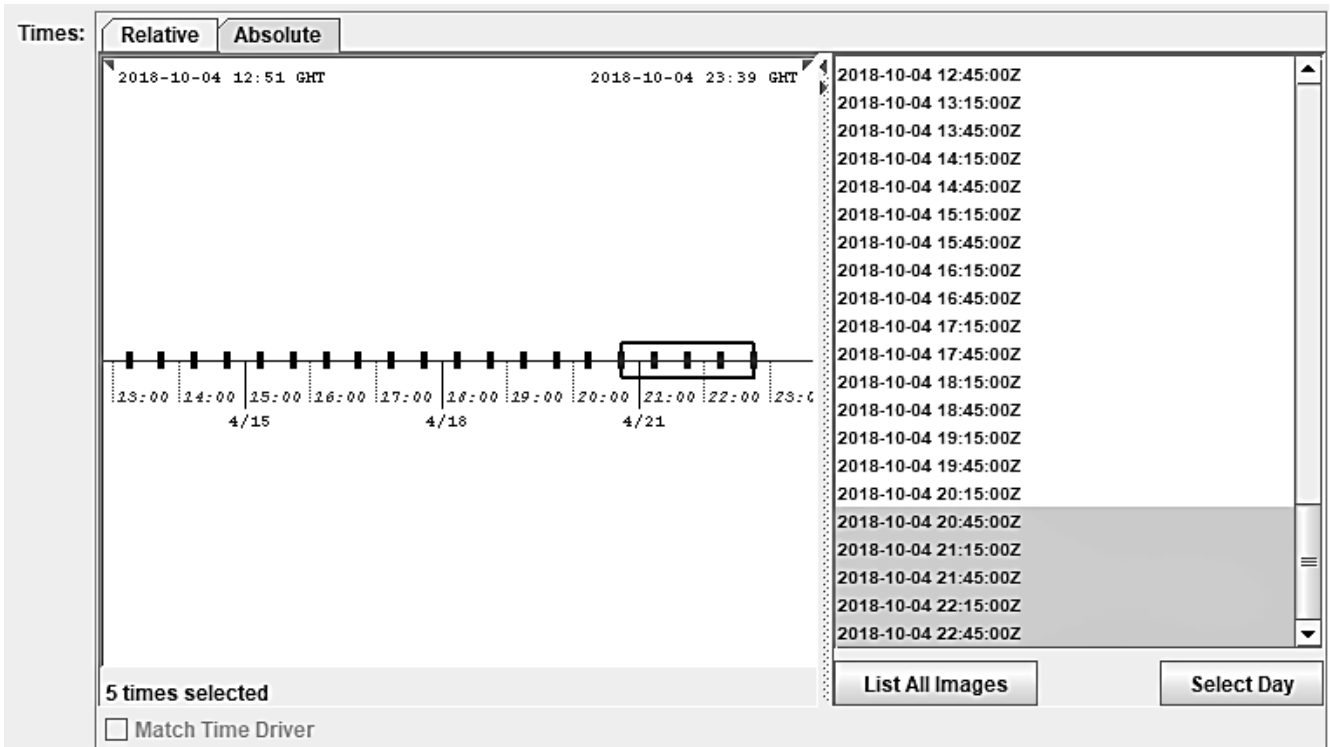 Times:
Relative
Absolute
2018-10-04 12:51 GMT
2018-10-04 23:39 GMT
13:00 14:00 15:00 16:00 17:00 18:00 19:00 20:00 21:00 22:00 23:0
4/15 4/18 4/21
5 times selected
2018-10-04 12:45:00Z
2018-10-04 13:15:00Z
2018-10-04 13:45:00Z
2018-10-04 14:15:00Z
2018-10-04 14:45:00Z
2018-10-04 15:15:00Z
2018-10-04 15:45:00Z
2018-10-04 16:15:00Z
2018-10-04 16:45:00Z
2018-10-04 17:15:00Z
2018-10-04 17:45:00Z
2018-10-04 18:15:00Z
2018-10-04 18:45:00Z
2018-10-04 19:15:00Z
2018-10-04 19:45:00Z
2018-10-04 20:15:00Z
2018-10-04 20:45:00Z
2018-10-04 21:15:00Z
2018-10-04 21:45:00Z
2018-10-04 22:15:00Z
2018-10-04 22:45:00Z
List All Images
Select Day
Match Time Driver